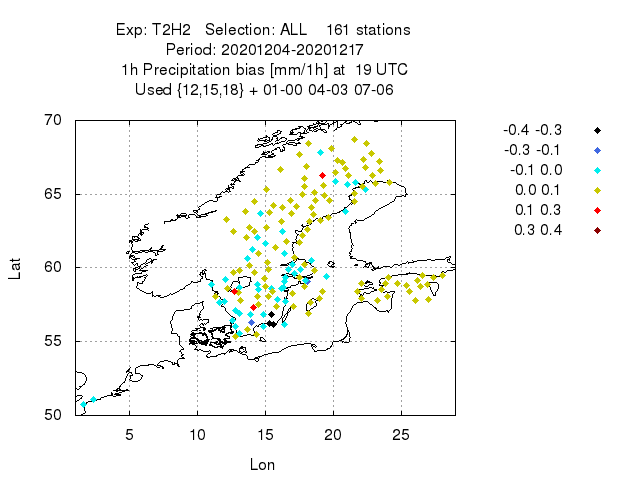 Exp: T2H2 Selection: ALL 161 stations
Period: 20201204-20201217
1h Precipitation bias [mm/1h] at 19 UTC
Used {12,15,18} + 01-00 04-03 07-06
70
65
60
55
50
Lat
5 10 15 20 25
Lon
-0.4 -0.3
-0.3 -0.1
-0.1 0.0
0.0 0.1
0.1 0.3
0.3 0.4